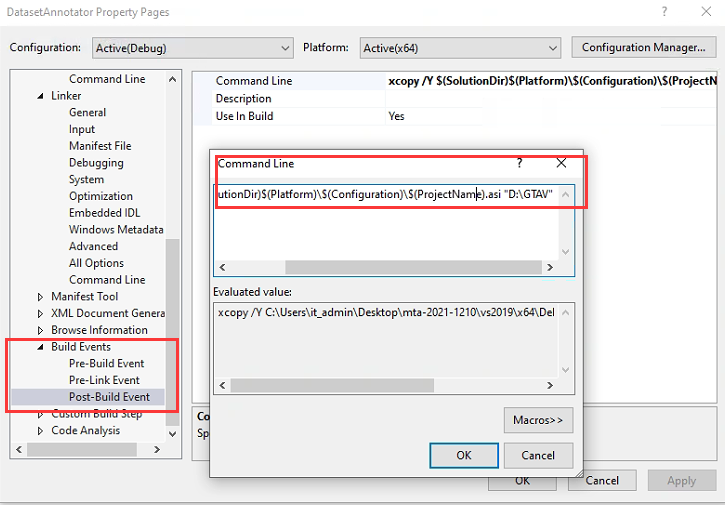 DatasetAnnotator Property Pages
Configuration: Active(Debug) Platform: Active(x64) Configuration Manager...
Command Line
Linker
General
Input
Manifest File
Debugging
System
Optimization
Embedded IDL
Windows Metadata
Advanced
All Options
Command Line
Manifest Tool
XML Document Genera
Browse Information
Build Events
Pre-Build Event
Pre-Link Event
Post-Build Event
Custom Build Step
Code Analysis
Command Line xcopy /Y $(SolutionDir)$(Platform)\$(Configuration)\$(ProjectN
Description
Use In Build Yes
Command Line
utionDir)$(Platform)\$(Configuration)\$(ProjectName).asi "D:\GTAV"
Evaluated value:
xcopy /Y C:\Users\it_admin\Desktop\mta-2021-1210\vs2019\x64\Del
Macros>>
OK Cancel
Co
Sp
OK Cancel Apply